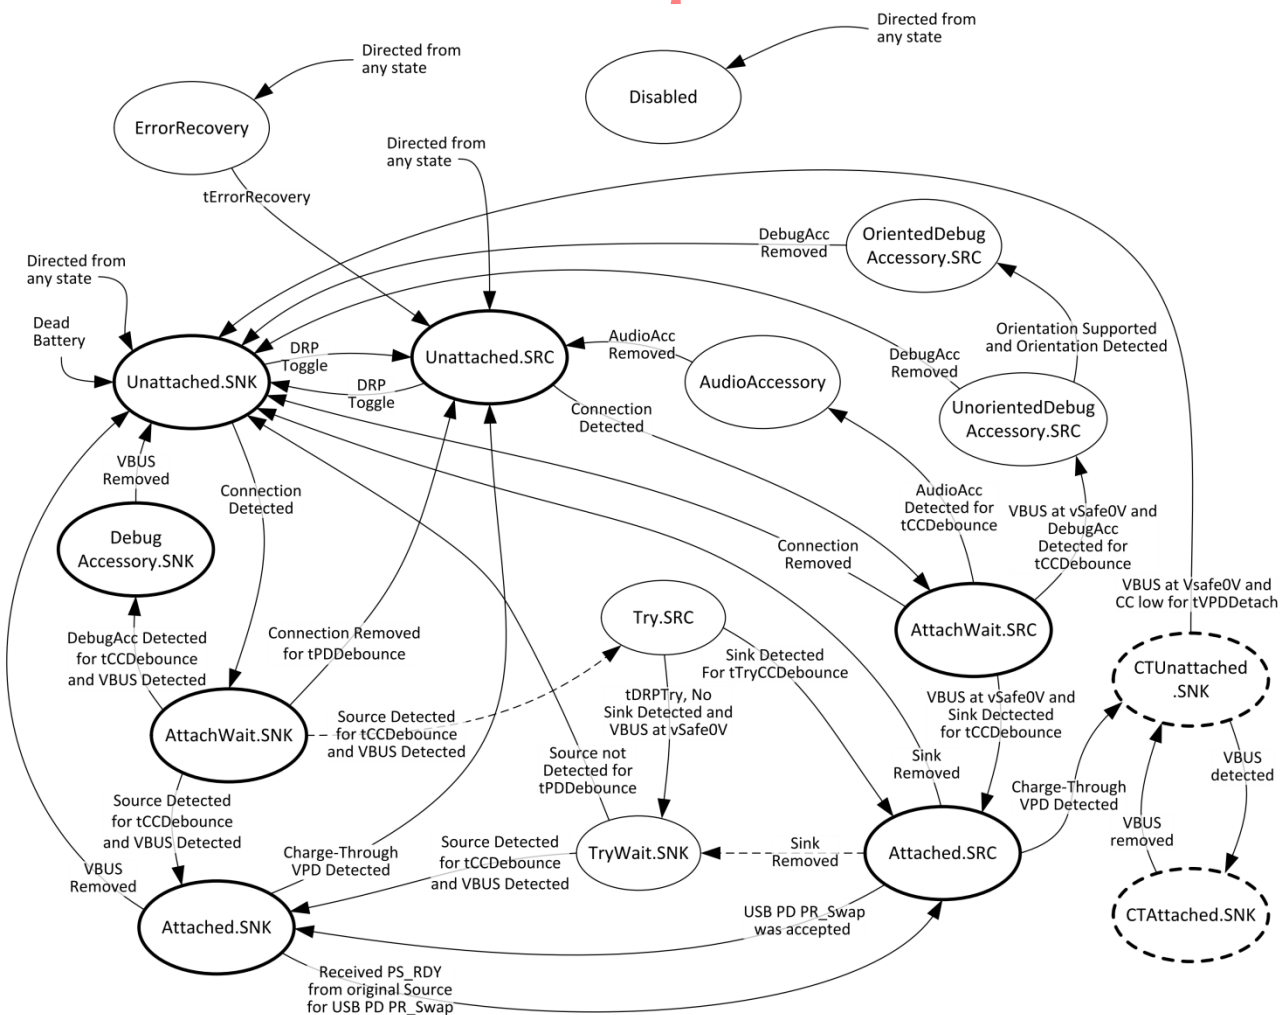 Directed from
any state
Directed from
any state
ErrorRecovery
Disabled
Directed from
any state
tErrorRecovery
DebugAcc
Removed
OrientedDebug
Accessory.SRC
Directed from
any state
Dead
Battery
Unattached.SNK
DRP
Toggle
DRP
Toggle
Unattached.SRC
AudioAcc
Removed
AudioAccessory
Orientation Supported
and Orientation Detected
DebugAcc
Removed
UnorientedDebug
Accessory.SRC
Connection
Detected
VBUS
Removed
Connection
Detected
AudioAcc
Detected for
tCCDebounce
VBUS at vSafe0V and
DebugAcc
Detected for
tCCDebounce
Debug
Accessory.SNK
Connection
Removed
VBUS at Vsafe0V and
CC low for tVPDDetach
Try.SRC
AttachWait.SRC
DebugAcc Detected
for tCCDebounce
and VBUS Detected
Connection Removed
for tPDDebounce
Sink Detected
For tTryCCDebounce
CTUnattached
.SNK
AttachWait.SNK
Source Detected
for tCCDebounce
and VBUS Detected
tDRPTry, No
Sink Detected and
VBUS at vSafe0V
VBUS at vSafe0V and
Sink Dectected
for tCCDebounce
Source not
Detected for
tPDDebounce
Sink
Removed
Charge-Through
VPD Detected
VBUS
detected
Source Detected
for tCCDebounce
and VBUS Detected
VBUS
removed
VBUS
Removed
Charge-Through
VPD Detected
Source Detected
for tCCDebounce
and VBUS Detected
TryWait.SNK
Sink
Removed
Attached.SRC
Attached.SNK
USB PD PR_Swap
was accepted
CTAttached.SNK
Received PS_RDY
from original Source
for USB PD PR_Swap